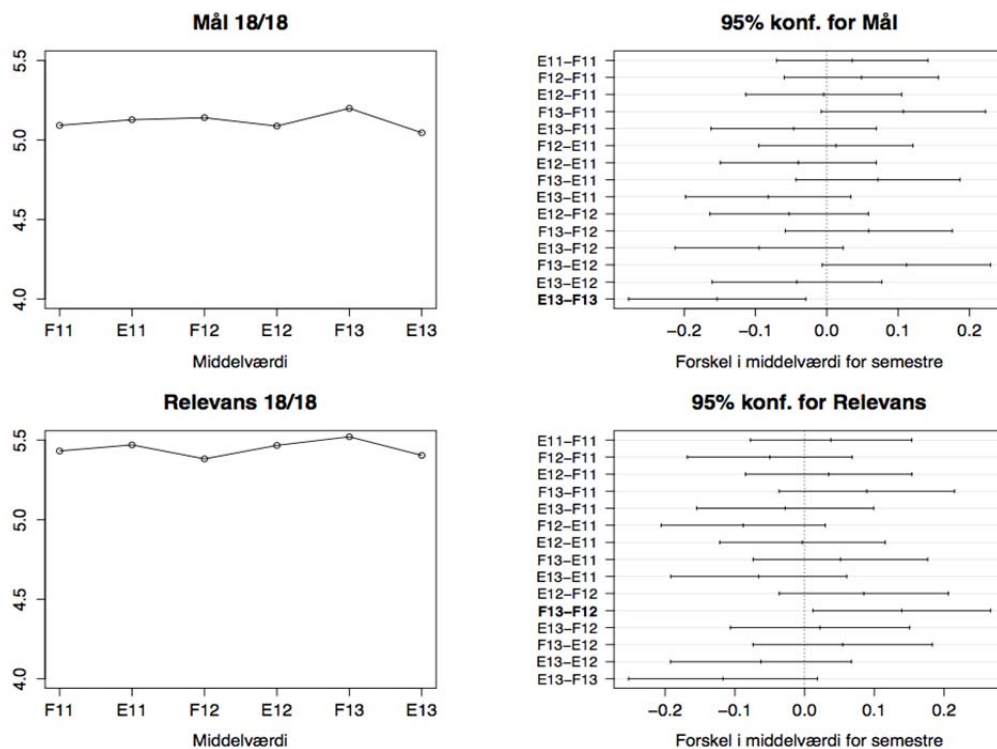 Mål 18/18
5.5
5.0
4.5
4.0
F11 E11 F12 E12 F13 E13
Middelværdi
95% konf. for Mål
E11−F11
F12−F11
E12−F11
F13−F11
E13−F11
F12−E11
E12−E11
F13−E11
E13−E11
E12−F12
F13−F12
E13−F12
F13−E12
E13−E12
E13−F13
−0.2 −0.1 0.0 0.1 0.2
Forskel i middelværdi for semestre
Relevans 18/18
5.5
5.0
4.5
4.0
F11 E11 F12 E12 F13 E13
Middelværdi
95% konf. for Relevans
E11−F11
F12−F11
E12−F11
F13−F11
E13−F11
F12−E11
E12−E11
F13−E11
E13−E11
E12−F12
F13−F12
E13−F12
F13−E12
E13−E12
E13−F13
−0.2 −0.1 0.0 0.1 0.2
Forskel i middelværdi for semestre